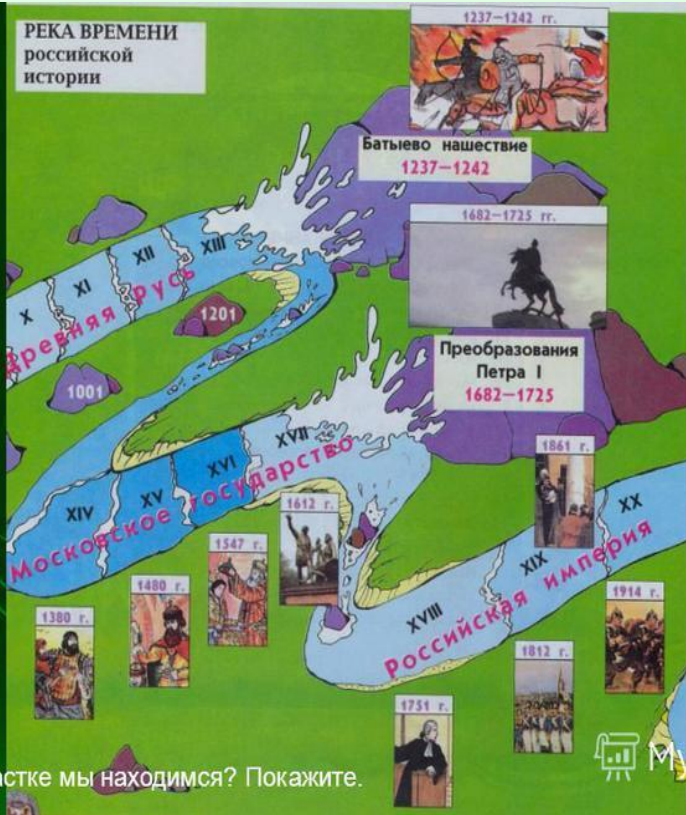 РЕКА ВРЕМЕНИ
российской
истории
1237—1242 гг.
Батыево нашествие
1237—1242
1682—1725 гг.
Преобразования
Петра I
1682—1725
X
XI
XII
XIII
Древняя Русь
1201
1001
XIV
XV
XVI
XVII
Московское государство
1380 г.
1480 г.
1547 г.
1612 г.
XVIII
XIX
XX
Российская империя
1861 г.
1914 г.
1812 г.
1751 г.
мы находимся? Покажите.